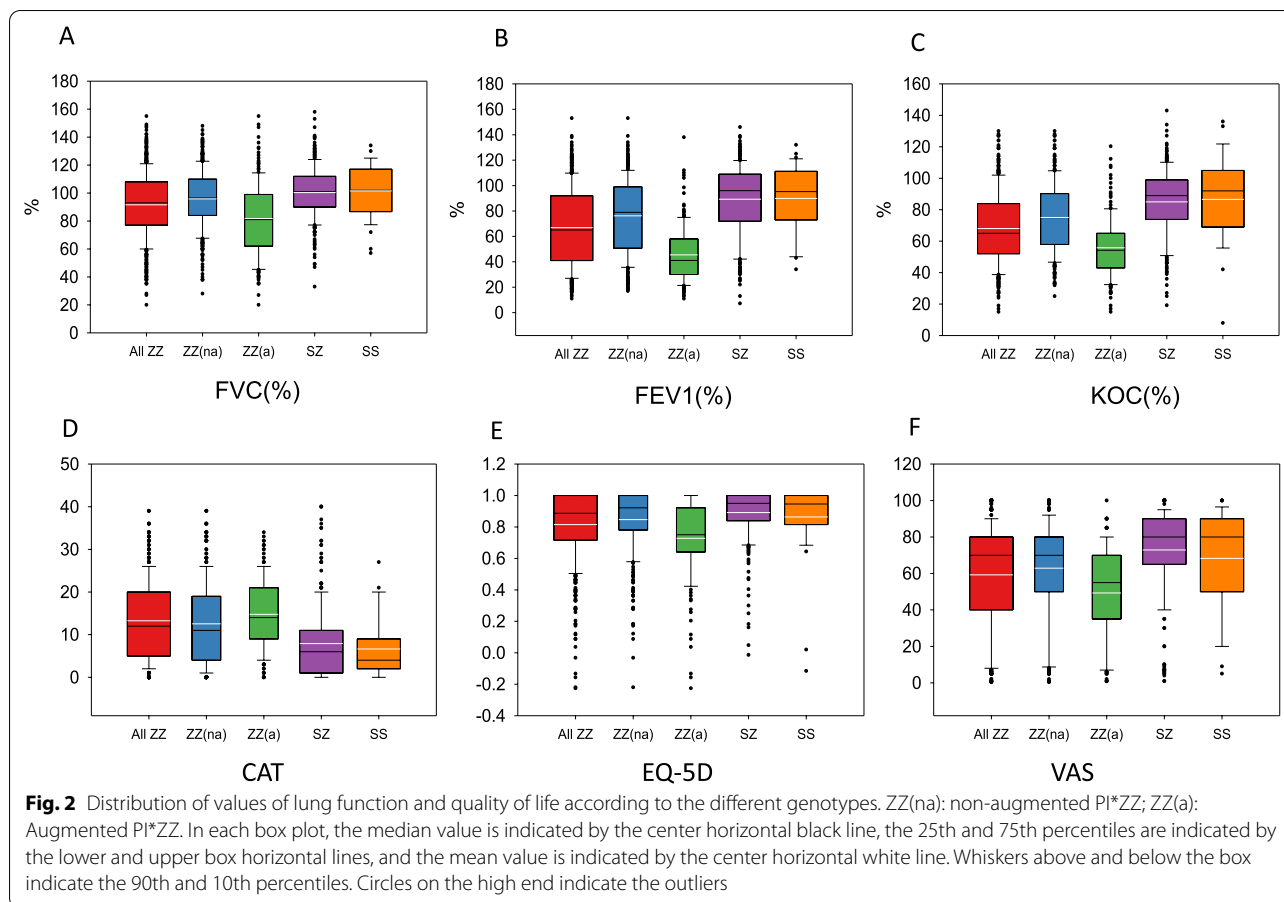 A
B
C
180
160
140
120
100
80
60
40
20
0
%
All ZZ ZZ(na) ZZ(a) SZ SS
FVC(%)
180
160
140
120
100
80
60
40
20
0
%
All ZZ ZZ(na) ZZ(a) SZ SS
FEV1(%)
160
140
120
100
80
60
40
20
0
%
All ZZ ZZ(na) ZZ(a) SZ SS
KOC(%)
D
E
F
50
40
30
20
10
0
All ZZ ZZ(na) ZZ(a) SZ SS
CAT
1.2
1.0
0.8
0.6
0.4
0.2
0.0
-0.2
-0.4
All ZZ ZZ(na) ZZ(a) SZ SS
EQ-5D
120
100
80
60
40
20
0
All ZZ ZZ(na) ZZ(a) SZ SS
VAS
Fig. 2 Distribution of values of lung function and quality of life according to the different genotypes. ZZ(na): non-augmented PI*ZZ; ZZ(a):
Augmented PI*ZZ. In each box plot, the median value is indicated by the center horizontal black line, the 25th and 75th percentiles are indicated by
the lower and upper box horizontal lines, and the mean value is indicated by the center horizontal white line. Whiskers above and below the box
indicate the 90th and 10th percentiles. Circles on the high end indicate the outliers